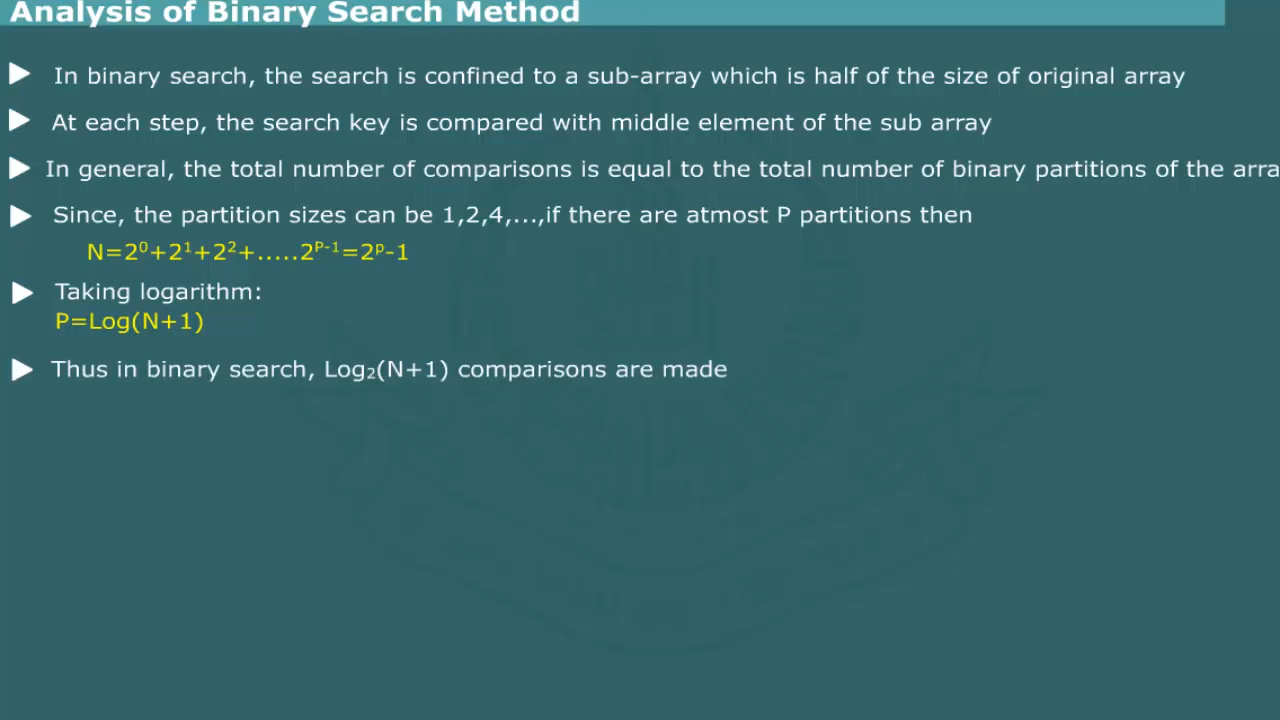 Analysis of Binary Search Method
In binary search, the search is confined to a sub-array which is half of the size of original array
At each step, the search key is compared with middle element of the sub array
In general, the total number of comparisons is equal to the total number of binary partitions of the arra
Since, the partition sizes can be 1,2,4,...,if there are atmost P partitions then
N=2⁰+2¹+2²+.....2ᴾ⁻¹=2ᵖ-1
Taking logarithm:
P=Log(N+1)
Thus in binary search, Log₂(N+1) comparisons are made